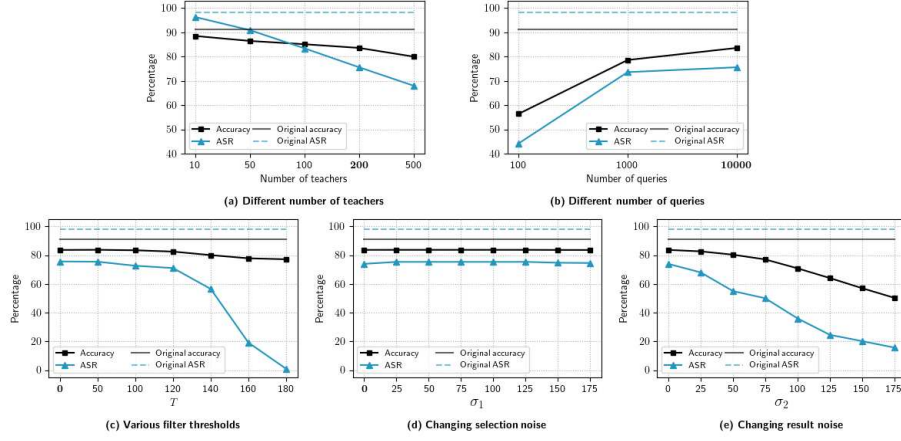 100
90
80
70
60
50
40
Percentage
Accuracy
ASR
Original accuracy
Original ASR
10 50 100 200 500
Number of teachers
(a) Different number of teachers
100
90
80
70
60
50
40
Percentage
Accuracy
ASR
Original accuracy
Original ASR
100 1000 10000
Number of queries
(b) Different number of queries
100
80
60
40
20
0
Percentage
Accuracy
ASR
Original accuracy
Original ASR
0 50 100 120 140 160 180
T
(c) Various filter thresholds
100
80
60
40
20
0
Percentage
Accuracy
ASR
Original accuracy
Original ASR
0 25 50 75 100 125 150 175
σ₁
(d) Changing selection noise
100
80
60
40
20
0
Percentage
Accuracy
ASR
Original accuracy
Original ASR
0 25 50 75 100 125 150 175
σ₂
(e) Changing result noise